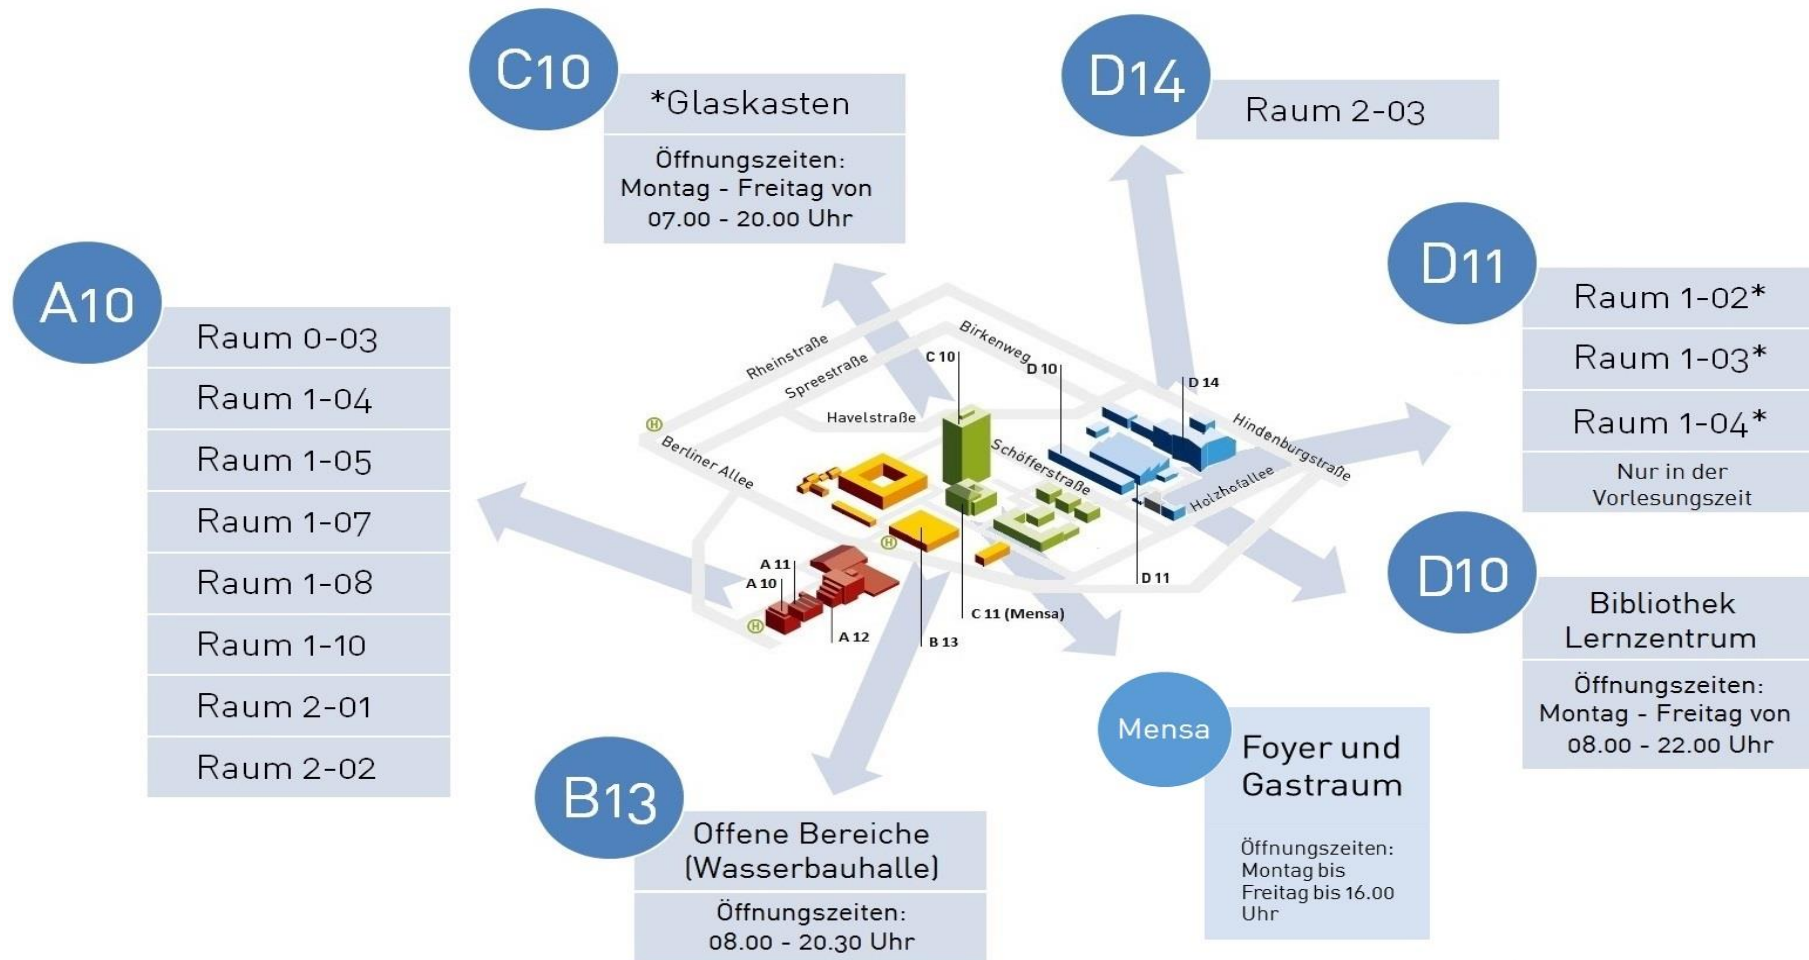 C10
*Glaskasten
Öffnungszeiten:
Montag - Freitag von
07.00 - 20.00 Uhr
D14
Raum 2-03
A10
Raum 0-03
Raum 1-04
Raum 1-05
Raum 1-07
Raum 1-08
Raum 1-10
Raum 2-01
Raum 2-02
D11
Raum 1-02*
Raum 1-03*
Raum 1-04*
Nur in der
Vorlesungszeit
Rheinstraße
Spreestraße
Birkenweg
Havelstraße
Berliner Allee
Schöfferstraße
Hindenburgstraße
Holzhofallee
C 10
D 10
D 14
H
H
H
A 11
A 10
A 12
B 13
C 11 (Mensa)
D 11
D10
Bibliothek
Lernzentrum
Öffnungszeiten:
Montag - Freitag von
08.00 - 22.00 Uhr
Mensa
Foyer und
Gastraum
Öffnungszeiten:
Montag bis
Freitag bis 16.00
Uhr
B13
Offene Bereiche
(Wasserbauhalle)
Öffnungszeiten:
08.00 - 20.30 Uhr